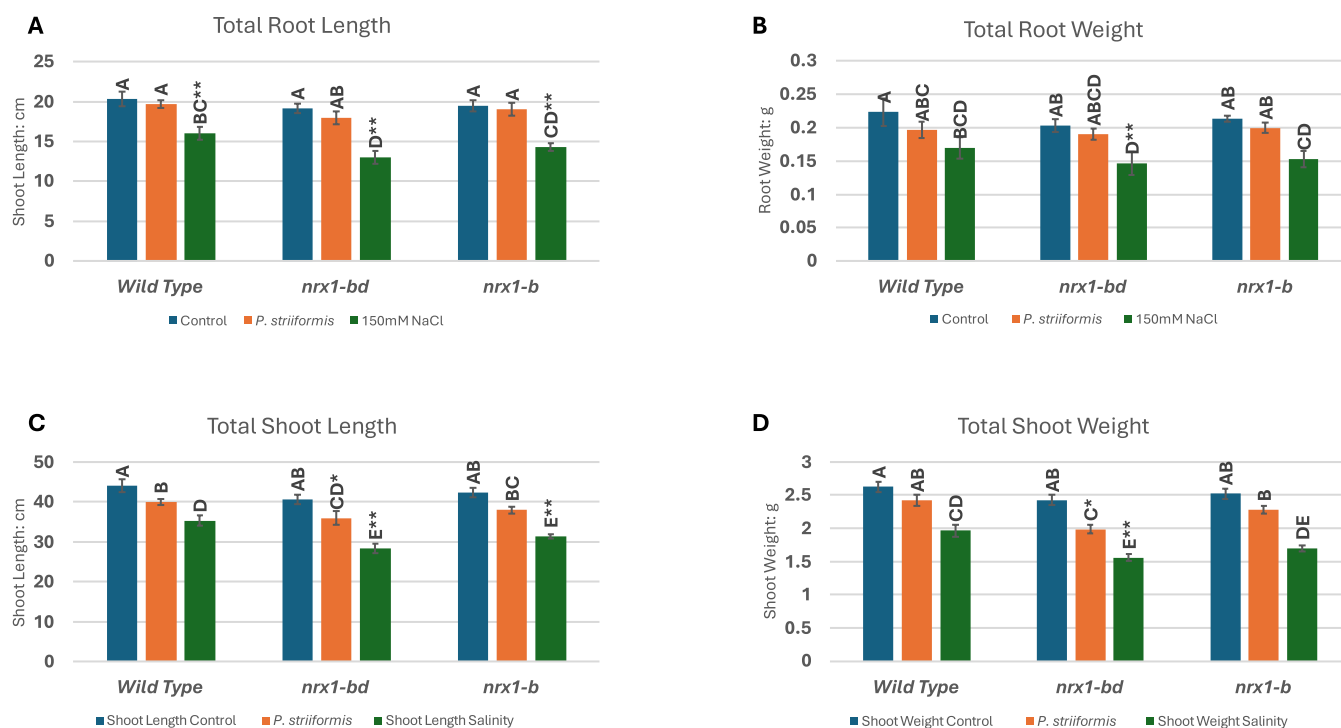 A
Total Root Length
Shoot Length: cm
25
20
15
10
5
0
A
A
BC**
A
AB
D**
A
A
CD**
Wild Type
nrx1-bd
nrx1-b
Control
P. striiformis
150mM NaCl
B
Total Root Weight
Root Weight: g
0.3
0.25
0.2
0.15
0.1
0.05
0
A
ABC
BCD
AB
ABCD
D**
AB
AB
CD
Wild Type
nrx1-bd
nrx1-b
Control
P. striiformis
150mM NaCl
C
Total Shoot Length
Shoot Length: cm
50
40
30
20
10
0
A
B
D
AB
CD*
E**
AB
BC
E**
Wild Type
nrx1-bd
nrx1-b
Shoot Length Control
P. striiformis
Shoot Length Salinity
D
Total Shoot Weight
Shoot Weight: g
3
2.5
2
1.5
1
0.5
0
A
AB
CD
AB
C*
E**
AB
B
DE
Wild Type
nrx1-bd
nrx1-b
Shoot Weight Control
P. striiformis
Shoot Weight Salinity